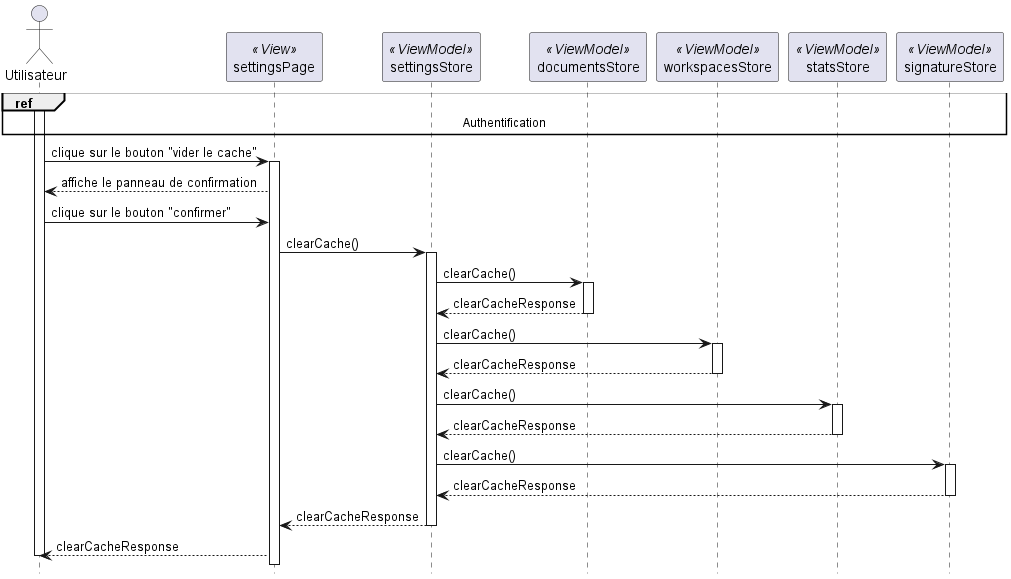 Utilisateur
« View»
settingsPage
« ViewModel»
settingsStore
« ViewModel»
documentsStore
« ViewModel»
workspacesStore
« ViewModel»
statsStore
« ViewModel»
signatureStore
ref
Authentification
clique sur le bouton "vider le cache"
affiche le panneau de confirmation
clique sur le bouton "confirmer"
clearCache()
clearCache()
clearCacheResponse
clearCache()
clearCacheResponse
clearCache()
clearCacheResponse
clearCache()
clearCacheResponse
clearCacheResponse
clearCacheResponse